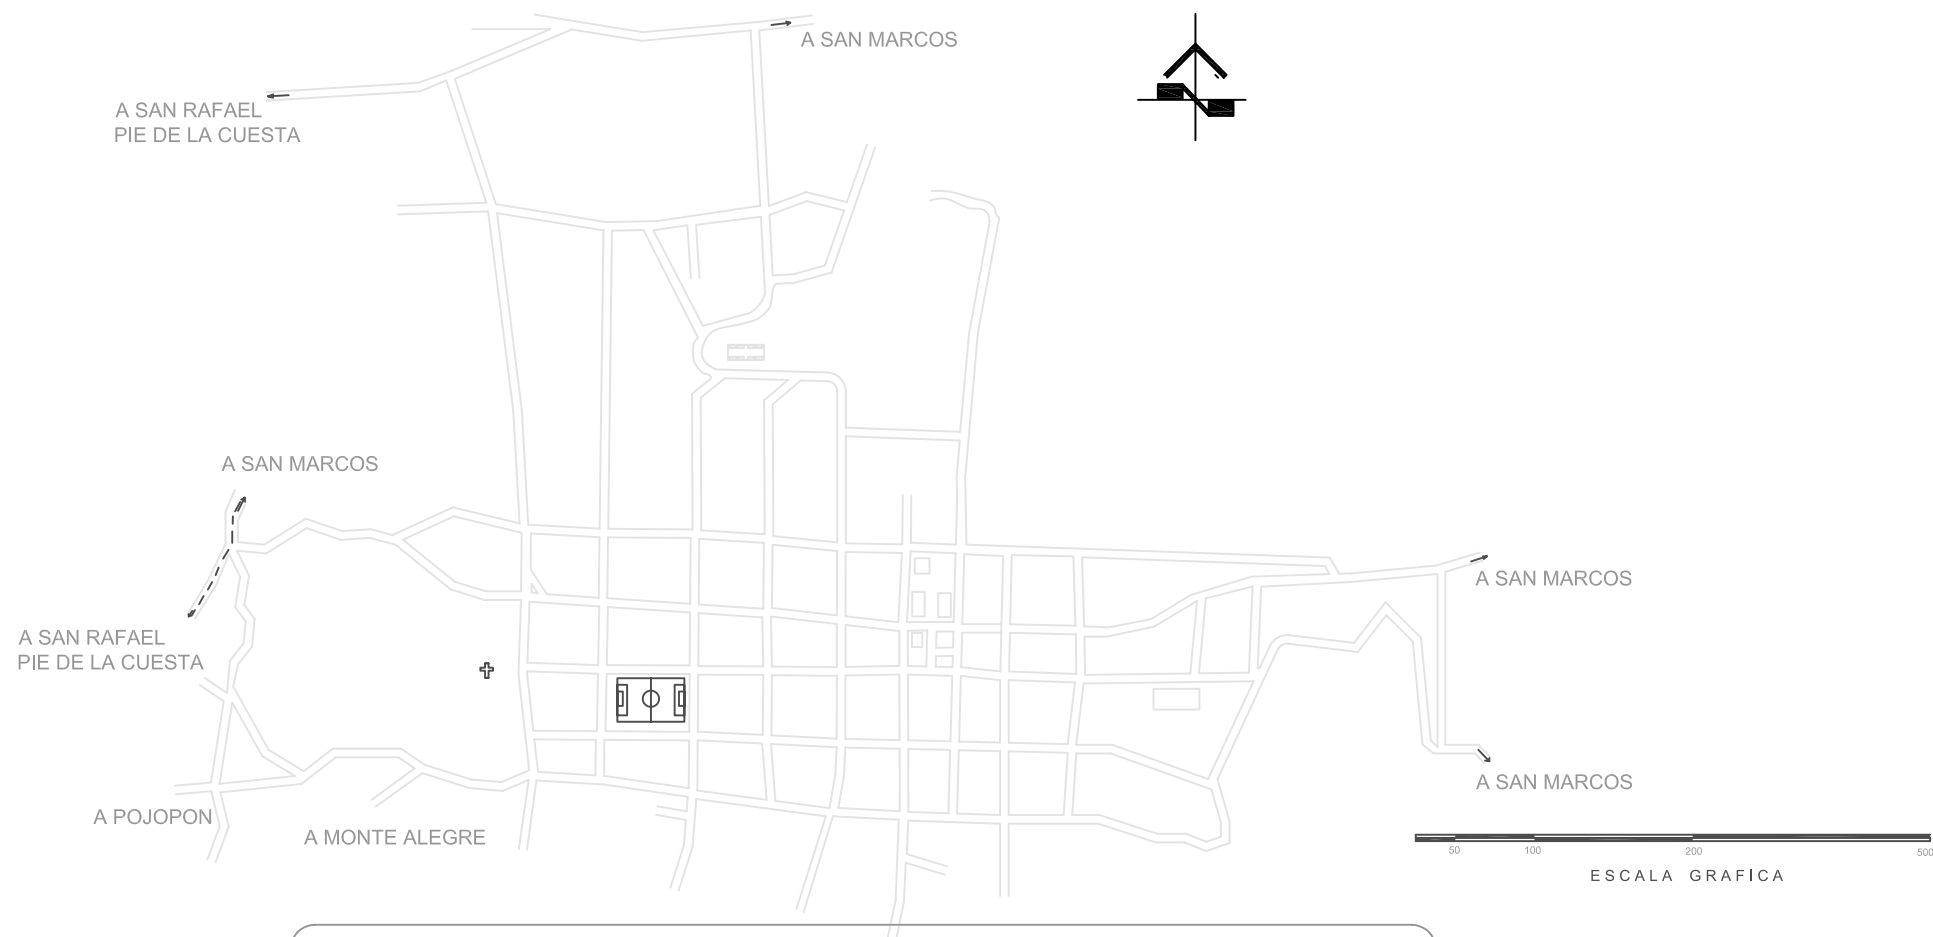 A SAN MARCOS
A SAN RAFAEL
PIE DE LA CUESTA
A SAN MARCOS
A SAN MARCOS
A SAN RAFAEL
PIE DE LA CUESTA
A SAN MARCOS
A POJOPON
A MONTE ALEGRE
50 100 200 500
ESCALA GRAFICA